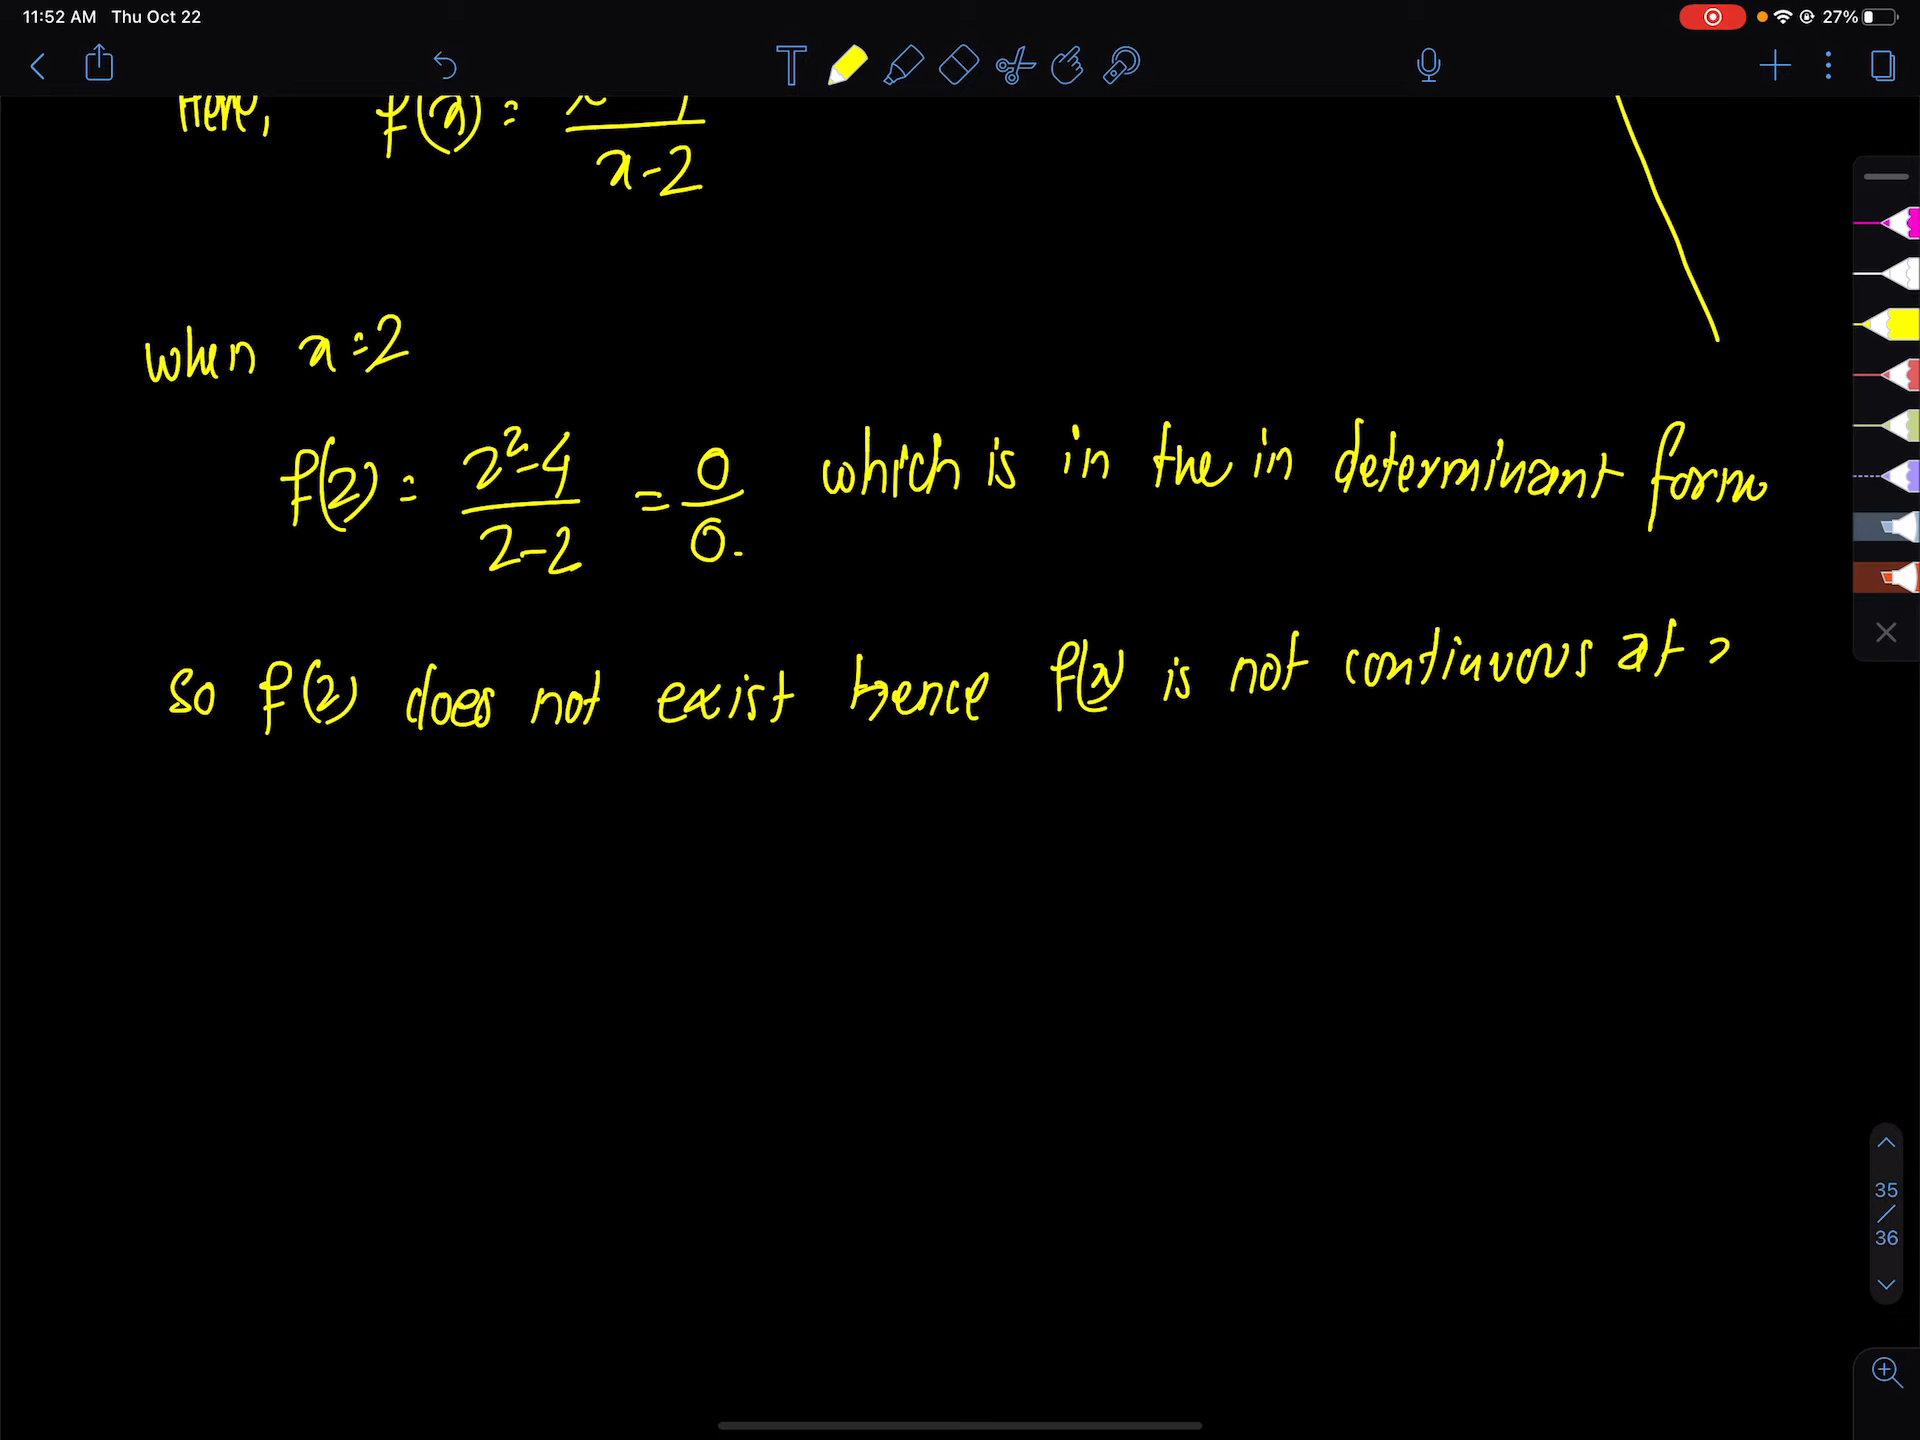 11:52 AM Thu Oct 22
27%
Here, f(x) =
x-2
when x=2
f(2) = 2²-4 / 2-2 = 0/0. which is in the in determinant form
So f(2) does not exist hence f(x) is not continuous at
35
/
36